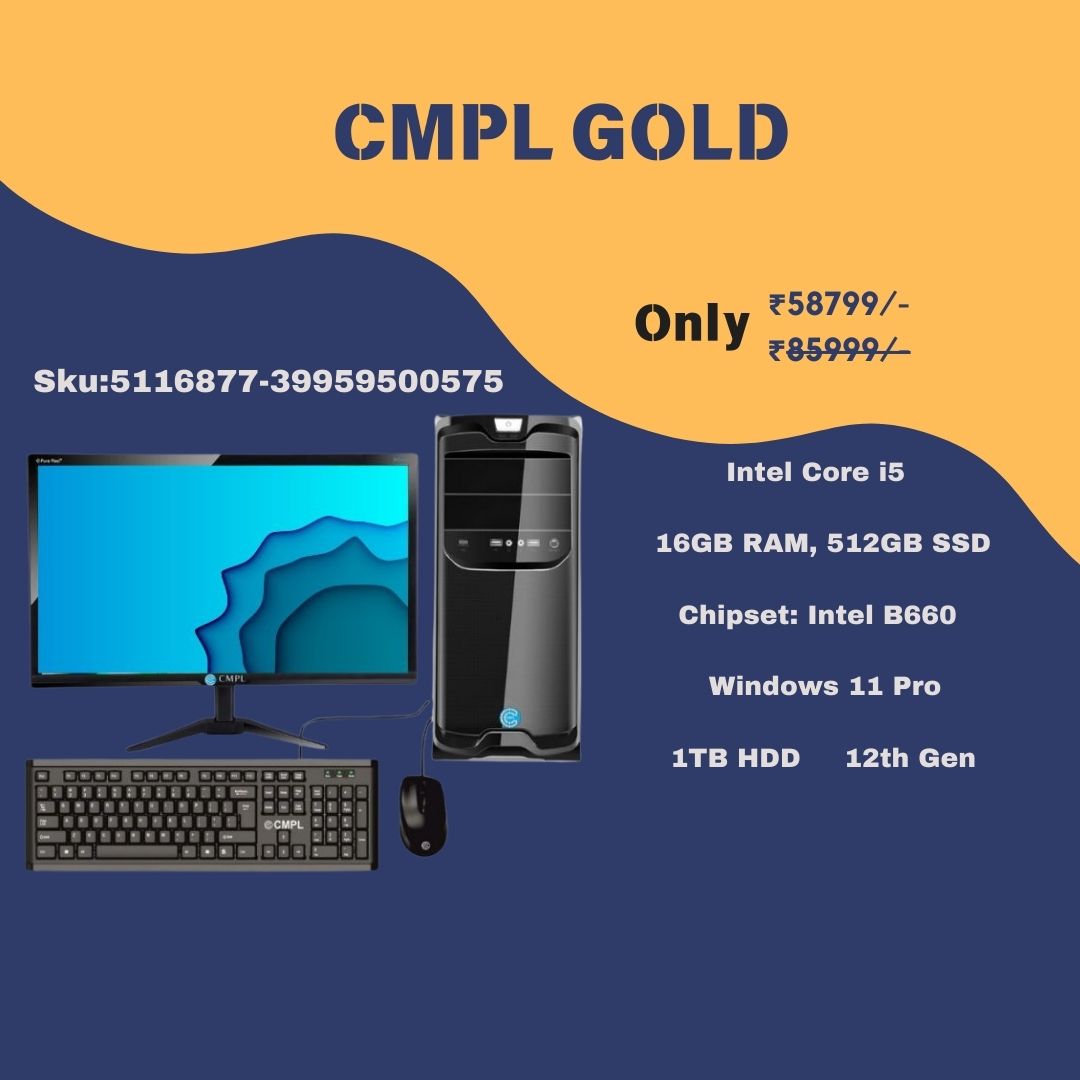 CMPL GOLD
Only
₹58799/-
₹85999/-
Sku:5116877-39959500575
Intel Core i5
16GB RAM, 512GB SSD
Chipset: Intel B660
Windows 11 Pro
1TB HDD 12th Gen
CMPL
CMPL